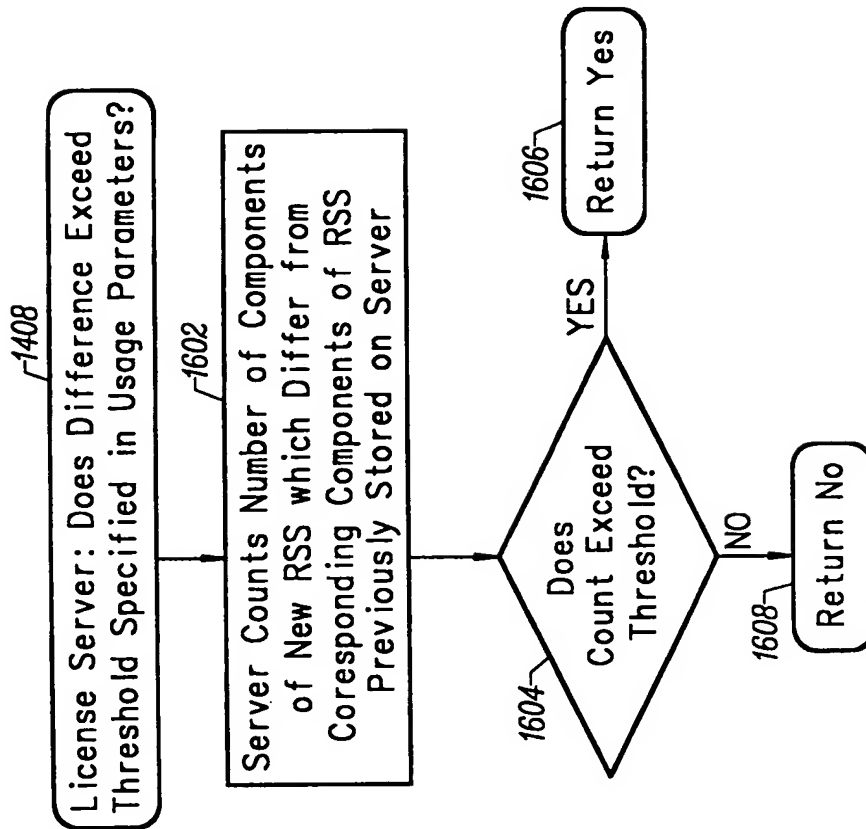 1408
License Server: Does Difference Exceed
Threshold Specified in Usage Parameters?
1602
Server Counts Number of Components
of New RSS which Differ from
Coresponding Components of RSS
Previously Stored on Server
1604
Does
Count Exceed
Threshold?
YES
1606
Return Yes
NO
1608
Return No